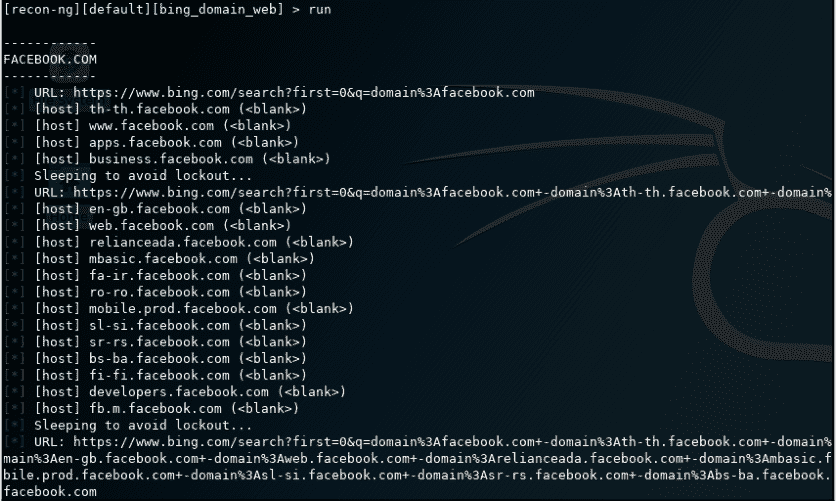 [recon-ng][default][bing_domain_web] > run
------------
FACEBOOK.COM
------------
[*] URL: https://www.bing.com/search?first=0&q=domain%3Afacebook.com
[*] [host] th-th.facebook.com (<blank>)
[*] [host] www.facebook.com (<blank>)
[*] [host] apps.facebook.com (<blank>)
[*] [host] business.facebook.com (<blank>)
[*] Sleeping to avoid lockout...
[*] URL: https://www.bing.com/search?first=0&q=domain%3Afacebook.com+-domain%3Ath-th.facebook.com+-domain%
[*] [host] en-gb.facebook.com (<blank>)
[*] [host] web.facebook.com (<blank>)
[*] [host] relianceada.facebook.com (<blank>)
[*] [host] mbasic.facebook.com (<blank>)
[*] [host] fa-ir.facebook.com (<blank>)
[*] [host] ro-ro.facebook.com (<blank>)
[*] [host] mobile.prod.facebook.com (<blank>)
[*] [host] sl-si.facebook.com (<blank>)
[*] [host] sr-rs.facebook.com (<blank>)
[*] [host] bs-ba.facebook.com (<blank>)
[*] [host] fi-fi.facebook.com (<blank>)
[*] [host] developers.facebook.com (<blank>)
[*] [host] fb.m.facebook.com (<blank>)
[*] Sleeping to avoid lockout...
[*] URL: https://www.bing.com/search?first=0&q=domain%3Afacebook.com+-domain%3Ath-th.facebook.com+-do
main%3Aen-gb.facebook.com+-domain%3Aweb.facebook.com+-domain%3Arelianceada.facebook.com+-domain%3Ambasic.f
bile.prod.facebook.com+-domain%3Asl-si.facebook.com+-domain%3Asr-rs.facebook.com+-domain%3Abs-ba.facebook.
facebook.com